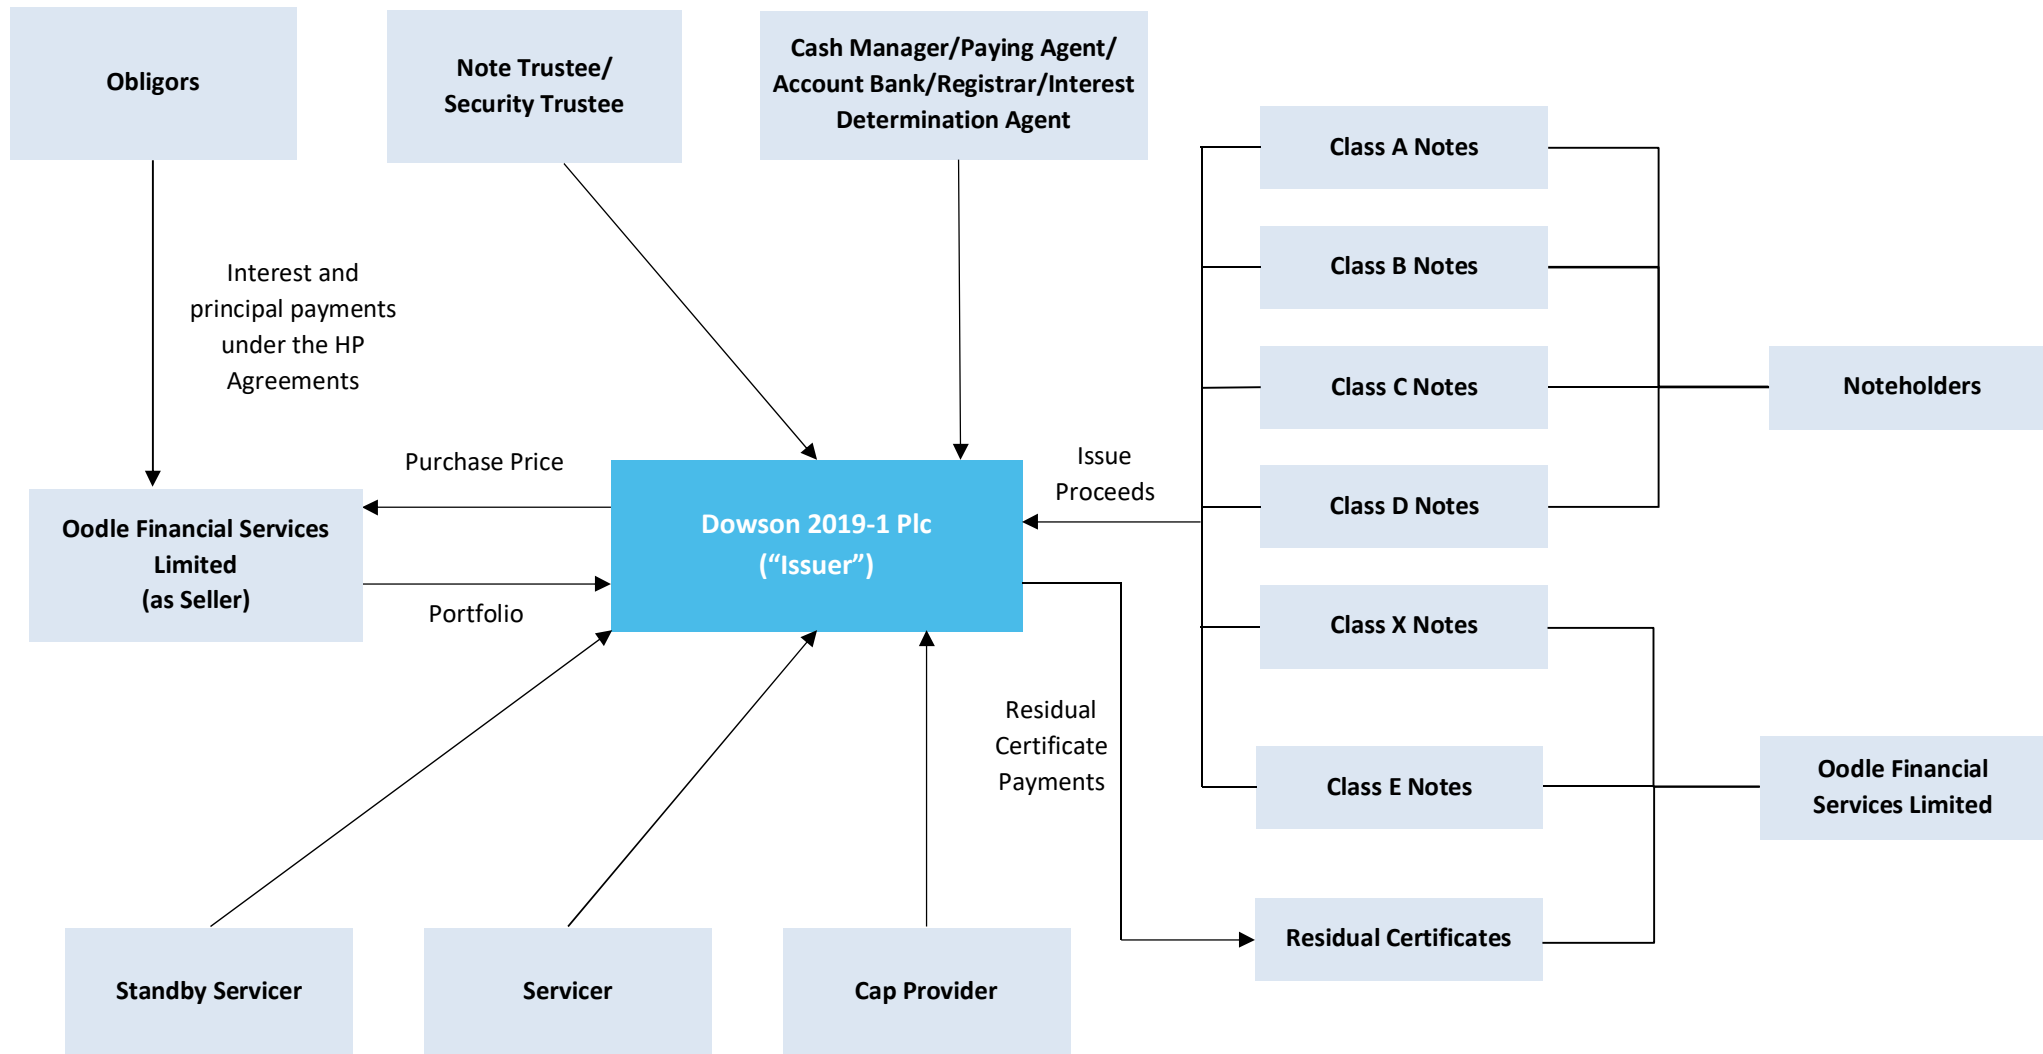 Obligors
Note Trustee/
Security Trustee
Cash Manager/Paying Agent/
Account Bank/Registrar/Interest
Determination Agent
Class A Notes
Class B Notes
Class C Notes
Class D Notes
Class X Notes
Class E Notes
Residual Certificates
Noteholders
Oodle Financial
Services Limited
Interest and
principal payments
under the HP
Agreements
Purchase Price
Issue
Proceeds
Oodle Financial Services
Limited
(as Seller)
Dowson 2019-1 Plc
(“Issuer”)
Portfolio
Residual
Certificate
Payments
Standby Servicer
Servicer
Cap Provider